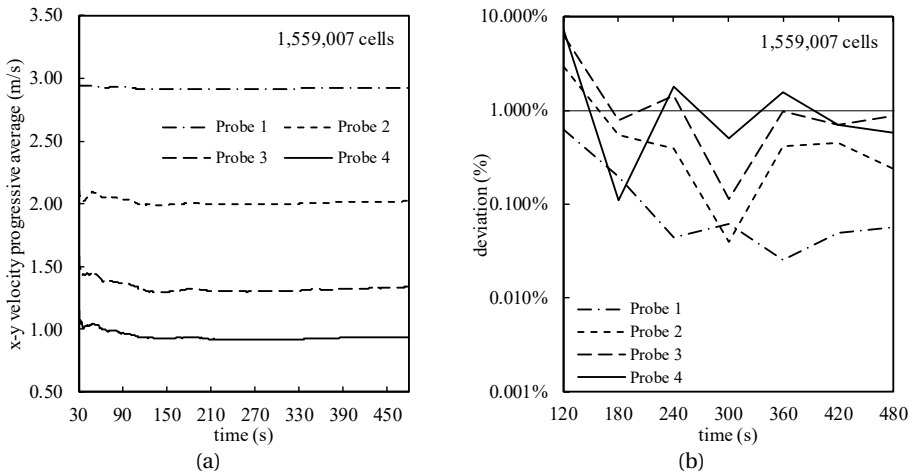 3.50
3.00
2.50
2.00
1.50
1.00
0.50
x-y velocity progressive average (m/s)
1,559,007 cells
Probe 1
Probe 2
Probe 3
Probe 4
30 90 150 210 270 330 390 450
time (s)
(a)
10.000%
1.000%
0.100%
0.010%
0.001%
deviation (%)
1,559,007 cells
Probe 1
Probe 2
Probe 3
Probe 4
120 180 240 300 360 420 480
time (s)
(b)